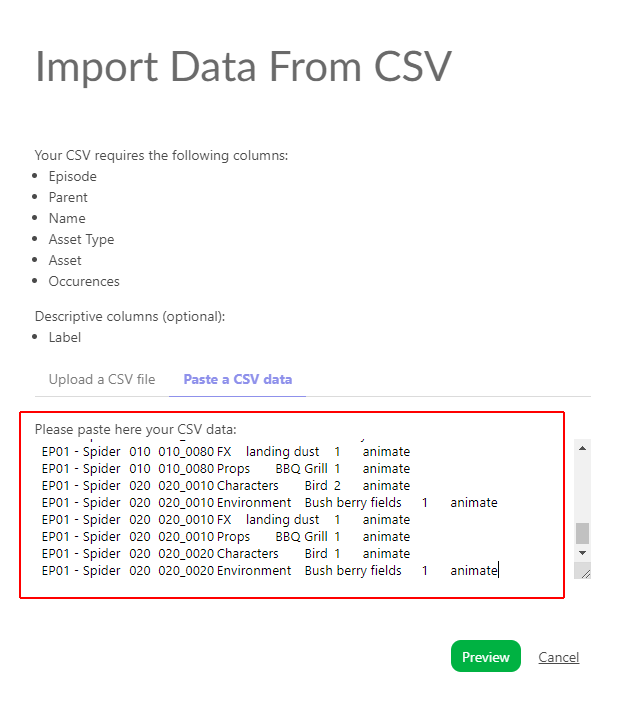 Import Data From CSV
Your CSV requires the following columns:
Episode
Parent
Name
Asset Type
Asset
Occurences
Descriptive columns (optional):
Label
Upload a CSV file Paste a CSV data
Please paste here your CSV data:
EP01 - Spider 010 010_0080 FX landing dust 1 animate
EP01 - Spider 010 010_0080 Props BBQ Grill 1 animate
EP01 - Spider 020 020_0010 Characters Bird 2 animate
EP01 - Spider 020 020_0010 Environment Bush berry fields 1 animate
EP01 - Spider 020 020_0010 FX landing dust 1 animate
EP01 - Spider 020 020_0010 Props BBQ Grill 1 animate
EP01 - Spider 020 020_0020 Characters Bird 1 animate
EP01 - Spider 020 020_0020 Environment Bush berry fields 1 animate
Preview Cancel